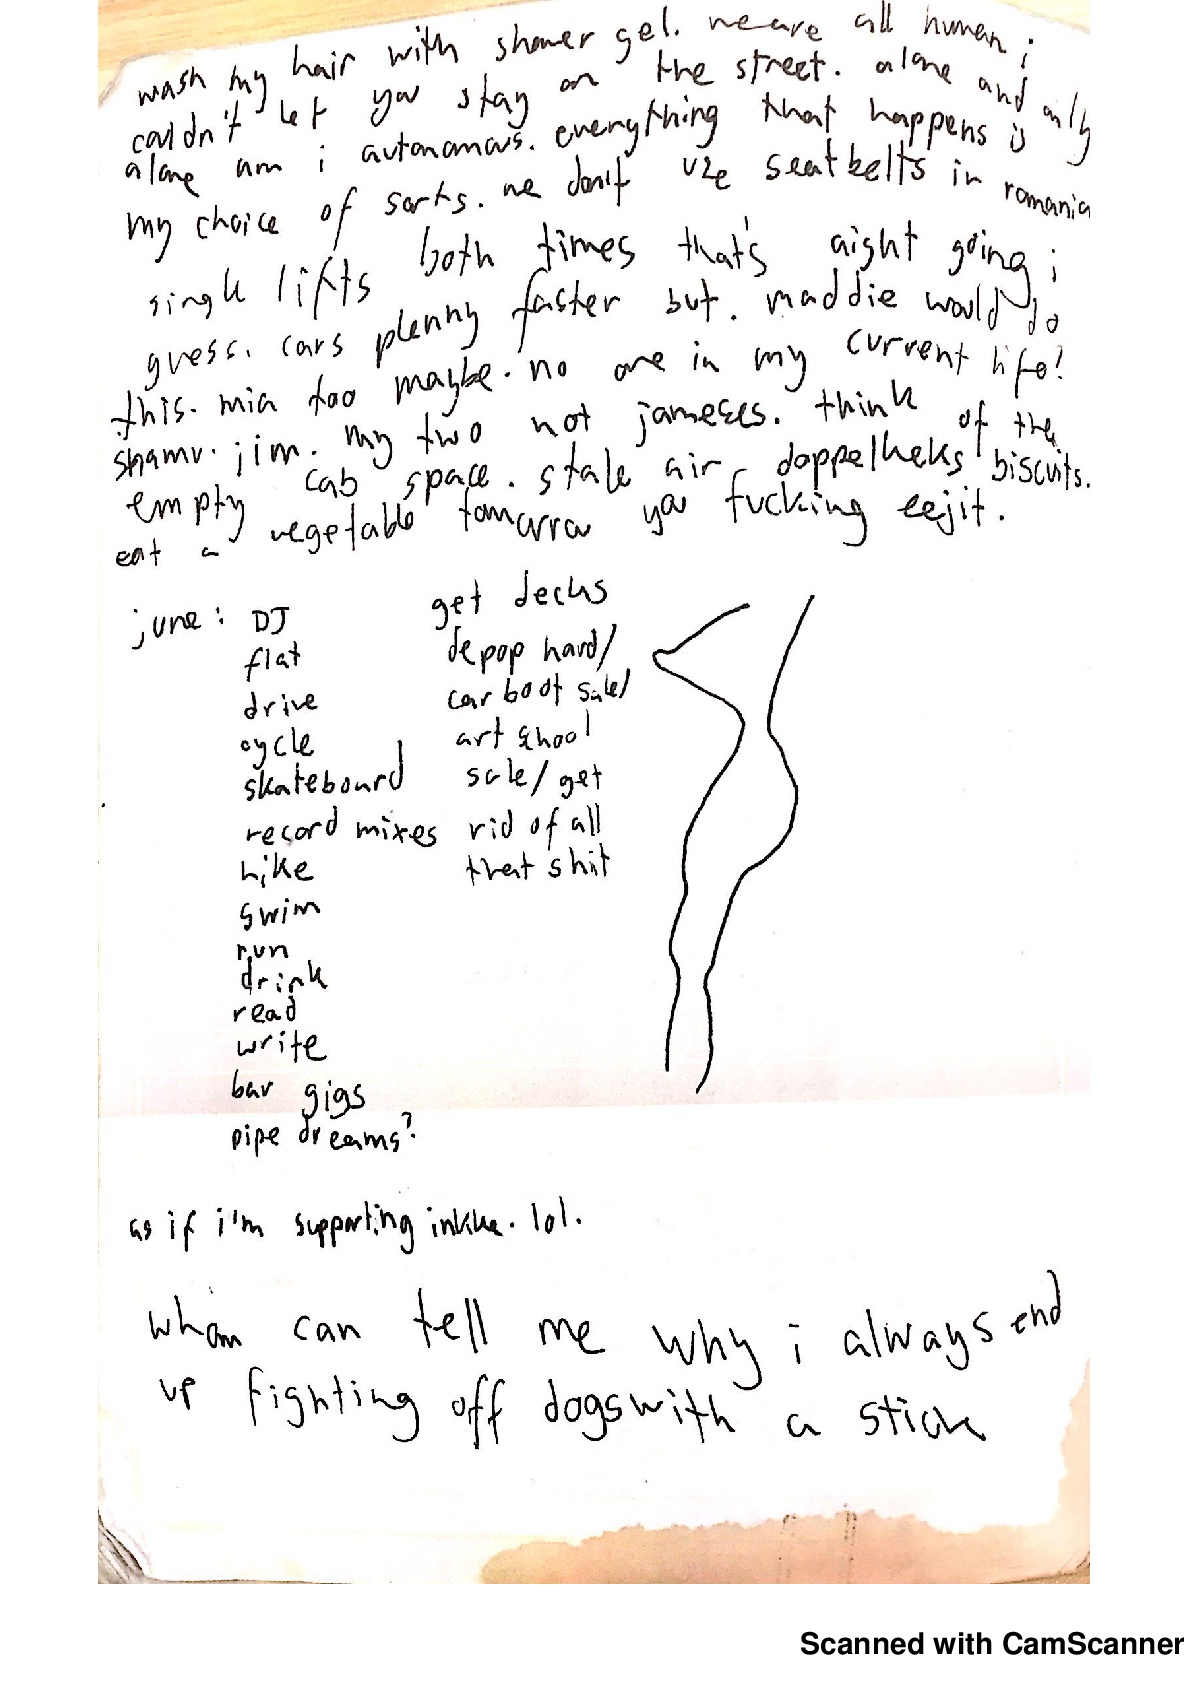 wash my hair with shower gel. we are all human i
couldn't let you stay on the street. alone and only
alone am i autonomous. everything that happens is
my choice of sorts. we don't use seatbelts in romania
single lifts both times that's aight going i
guess. cars plenny faster but. maddie would do
this. mia too maybe. no one in my current life?
shamu. jim. my two not jameses. think of the
empty cab space. stale air doppelkeks biscuits.
eat a vegetable tomorrow you fucking eejit.
june: DJ get decks
flat depop hard/
drive car boot sale/
cycle art school
skateboard sale/ get
record mixes rid of all
hike that shit
swim
run
drink
read
write
bar gigs
pipe dreams?
as if i'm supporting lol.
whom can tell me why i always end
up fighting off dogs with a stick
Scanned with CamScanner